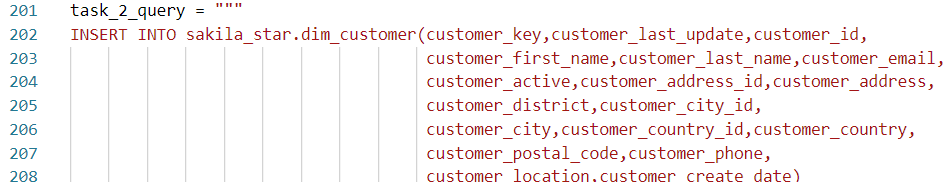 201 task_2_query = """
202 INSERT INTO sakila_star.dim_customer(customer_key,customer_last_update,customer_id,
203 customer_first_name,customer_last_name,customer_email,
204 customer_active,customer_address_id,customer_address,
205 customer_district,customer_city_id,
206 customer_city,customer_country_id,customer_country,
207 customer_postal_code,customer_phone,
208 customer_location,customer_create_date)